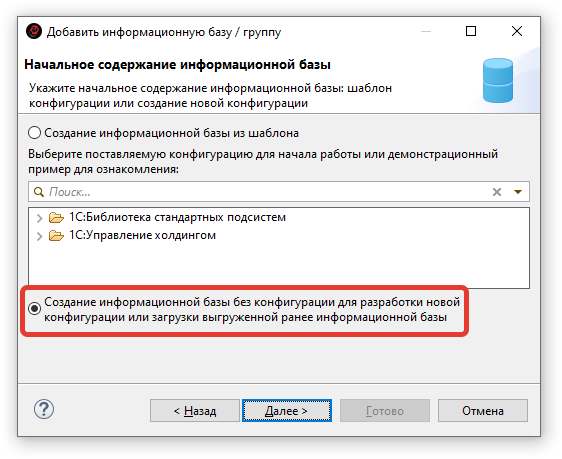 Добавить информационную базу / группу
Начальное содержание информационной базы
Укажите начальное содержание информационной базы: шаблон
конфигурации или создание новой конфигурации
Создание информационной базы из шаблона
Выберите поставляемую конфигурацию для начала работы или демонстрационный
пример для ознакомления:
Поиск...
1С:Библиотека стандартных подсистем
1С:Управление холдингом
Создание информационной базы без конфигурации для разработки новой
конфигурации или загрузки выгруженной ранее информационной базы
? < Назад Далее > Готово Отмена